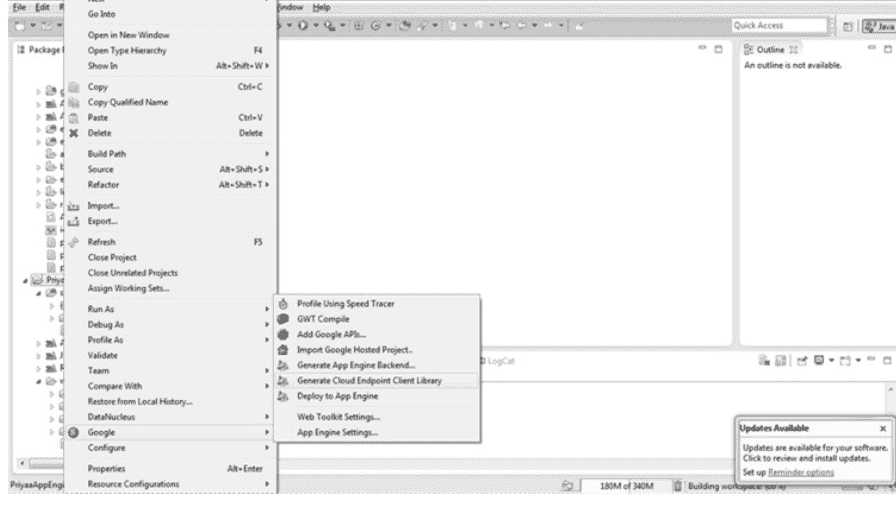 File Edit
indow Help
Go Into
Open in New Window
Open Type Hierarchy F4
Show In Alt+Shift+W
Copy Ctrl+C
Copy Qualified Name
Paste Ctrl+V
Delete Delete
Build Path
Source Alt+Shift+S
Refactor Alt+Shift+T
Import...
Export...
Refresh F5
Close Project
Close Unrelated Projects
Assign Working Sets...
Run As
Debug As
Profile As
Validate
Team
Compare With
Restore from Local History...
DataNucleus
Google
Configure
Properties Alt+Enter
Resource Configurations
Profile Using Speed Tracer
GWT Compile
Add Google APIs...
Import Google Hosted Project..
Generate App Engine Backend...
Generate Cloud Endpoint Client Library
Deploy to App Engine
Web Toolkit Settings...
App Engine Settings...
Package
Priya
Quick Access
Java
Outline
An outline is not available.
LogCat
Updates Available
Updates are available for your software.
Click to review and install updates.
Set up Reminder options
PriyaaAppEngi
180M of 340M
Building